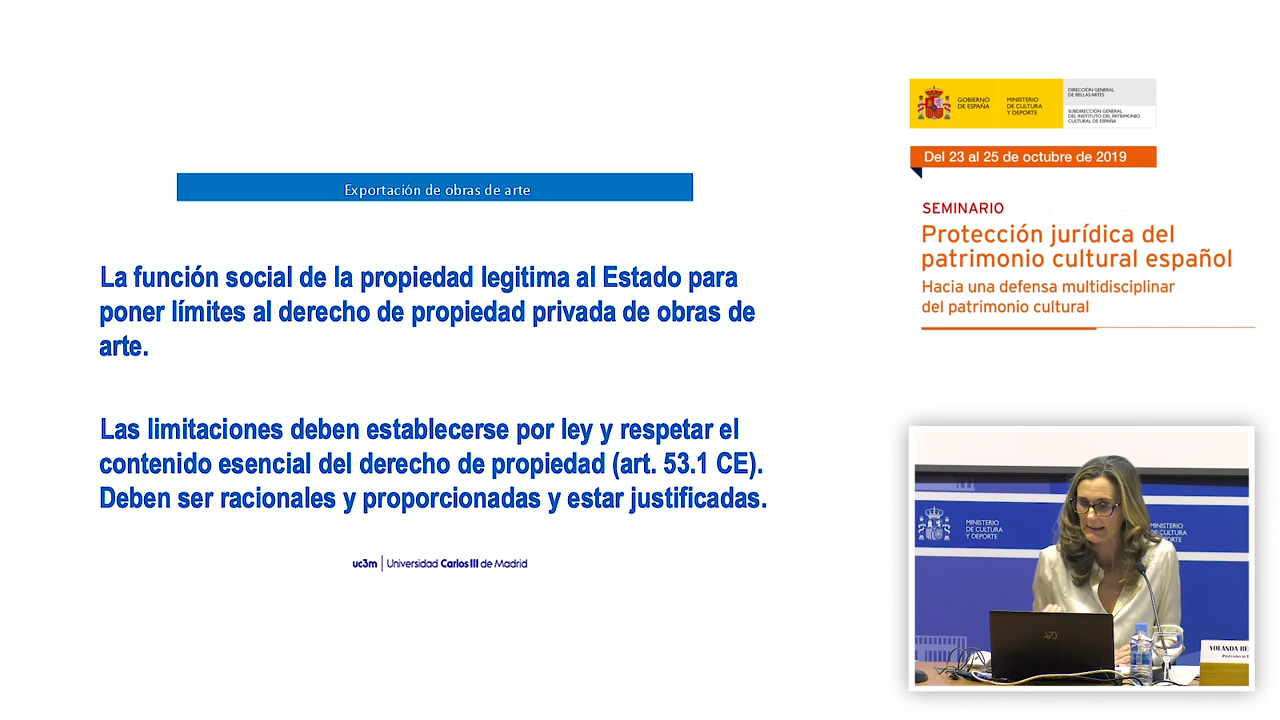 Exportación de obras de arte
La función social de la propiedad legitima al Estado para
poner límites al derecho de propiedad privada de obras de
arte.
Las limitaciones deben establecerse por ley y respetar el
contenido esencial del derecho de propiedad (art. 53.1 CE).
Deben ser racionales y proporcionadas y estar justificadas.
uc3m | Universidad Carlos III de Madrid
GOBIERNO
DE ESPAÑA
MINISTERIO
DE CULTURA
Y DEPORTE
DIRECCIÓN GENERAL
DE BELLAS ARTES
SUBDIRECCIÓN GENERAL
DEL INSTITUTO DEL PATRIMONIO
CULTURAL DE ESPAÑA
Del 23 al 25 de octubre de 2019
SEMINARIO
Protección jurídica del
patrimonio cultural español
Hacia una defensa multidisciplinar
del patrimonio cultural
MINISTERIO
DE CULTURA
Y DEPORTE
MINISTERIO
DE CULTURA
Y DEPORTE
YOLANDA